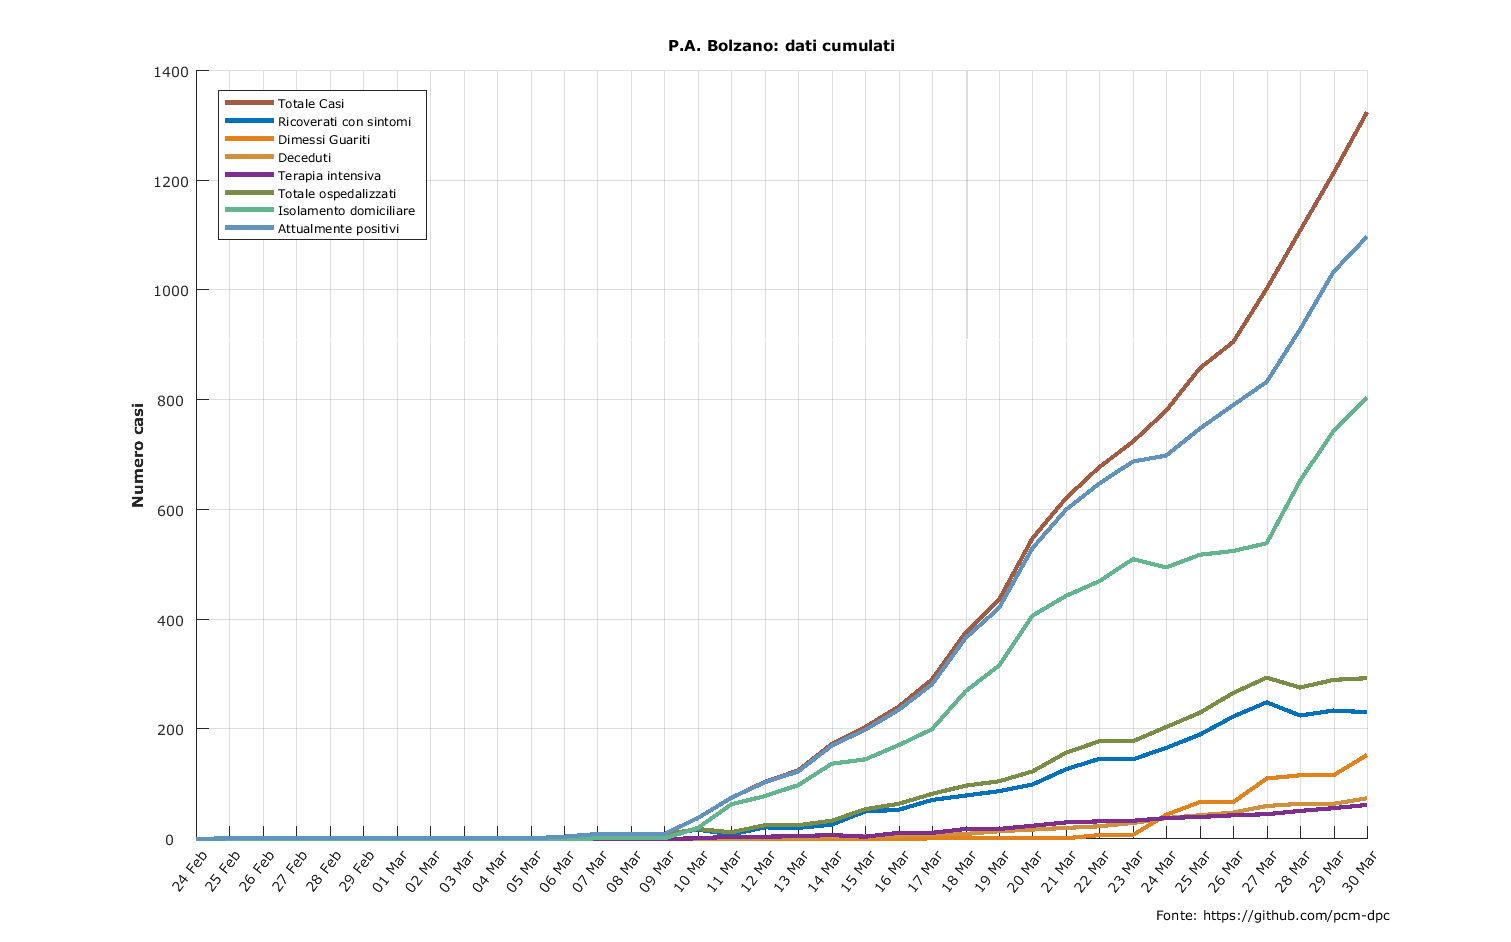 P.A. Bolzano: dati cumulati
1400
1200
1000
800
600
400
200
0
Numero casi
Totale Casi
Ricoverati con sintomi
Dimessi Guariti
Deceduti
Terapia intensiva
Totale ospedalizzati
Isolamento domiciliare
Attualmente positivi
24 Feb
25 Feb
26 Feb
27 Feb
28 Feb
29 Feb
01 Mar
02 Mar
03 Mar
04 Mar
05 Mar
06 Mar
07 Mar
08 Mar
09 Mar
10 Mar
11 Mar
12 Mar
13 Mar
14 Mar
15 Mar
16 Mar
17 Mar
18 Mar
19 Mar
20 Mar
21 Mar
22 Mar
23 Mar
24 Mar
25 Mar
26 Mar
27 Mar
28 Mar
29 Mar
30 Mar
Fonte: https://github.com/pcm-dpc